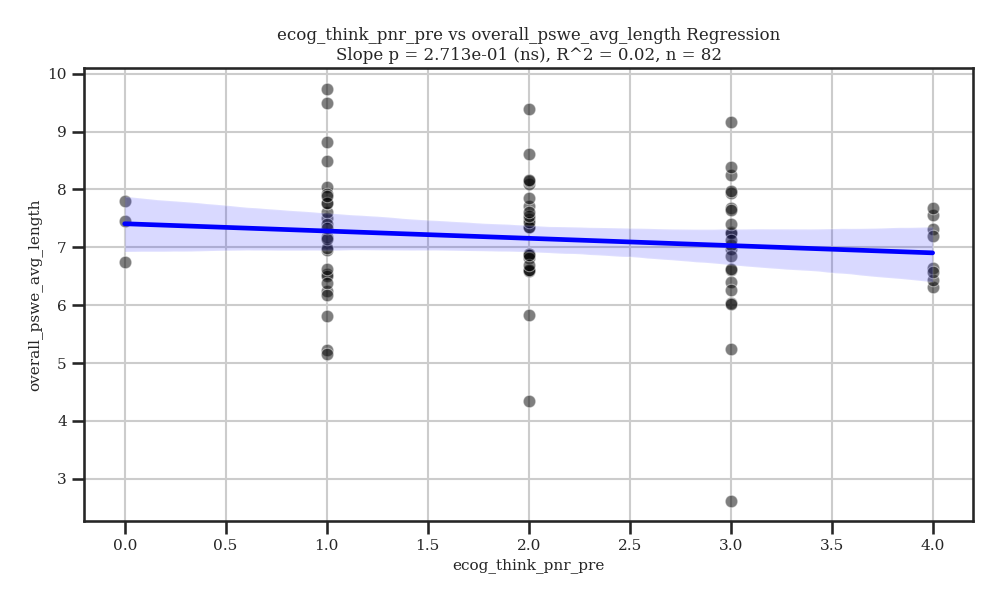 ecog_think_pnr_pre vs overall_pswe_avg_length Regression
Slope p = 2.713e-01 (ns), R^2 = 0.02, n = 82
overall_pswe_avg_length
10
9
8
7
6
5
4
3
0.0 0.5 1.0 1.5 2.0 2.5 3.0 3.5 4.0
ecog_think_pnr_pre